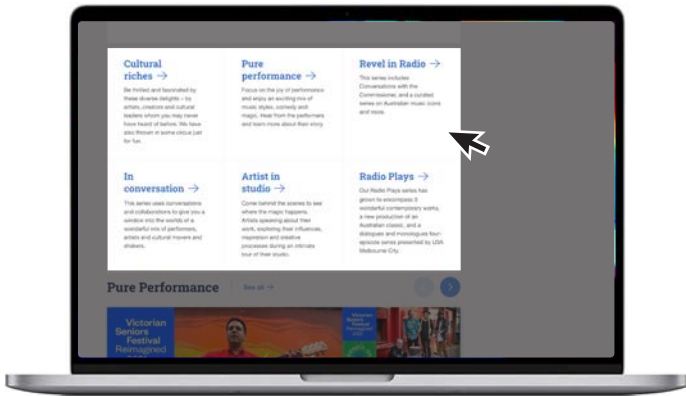 Cultural
riches →
Be thrilled and fascinated by
these diverse delights – by
artists, creators and cultural
leaders whom you may never
have heard of before. We have
also thrown in some circus just
for fun.
Pure
performance →
Focus on the joy of performance
and enjoy an exciting mix of
music styles, comedy and
magic. Hear from the performers
and learn more about their story.
Revel in Radio →
This series includes
Conversations with the
Commissioner, and a curated
series on Australian music icons
and more.
In
conversation →
This series uses conversations
and collaborations to give you a
window into the worlds of a
wonderful mix of performers,
artists and cultural movers and
shakers.
Artist in
studio →
Come behind the scenes to see
where the magic happens.
Artists speaking about their
work, exploring their influences,
inspiration and creative
processes during an intimate
tour of their studio.
Radio Plays →
Our Radio Plays series has
grown to encompass 3
wonderful contemporary works,
a new production of an
Australian classic, and a
dialogues and monologues four-
episode series presented by U3A
Melbourne City.
Pure Performance
See all →
Victorian
Seniors
Festival
Reimagined
Victorian
Seniors
Festival
Reimagined
2021